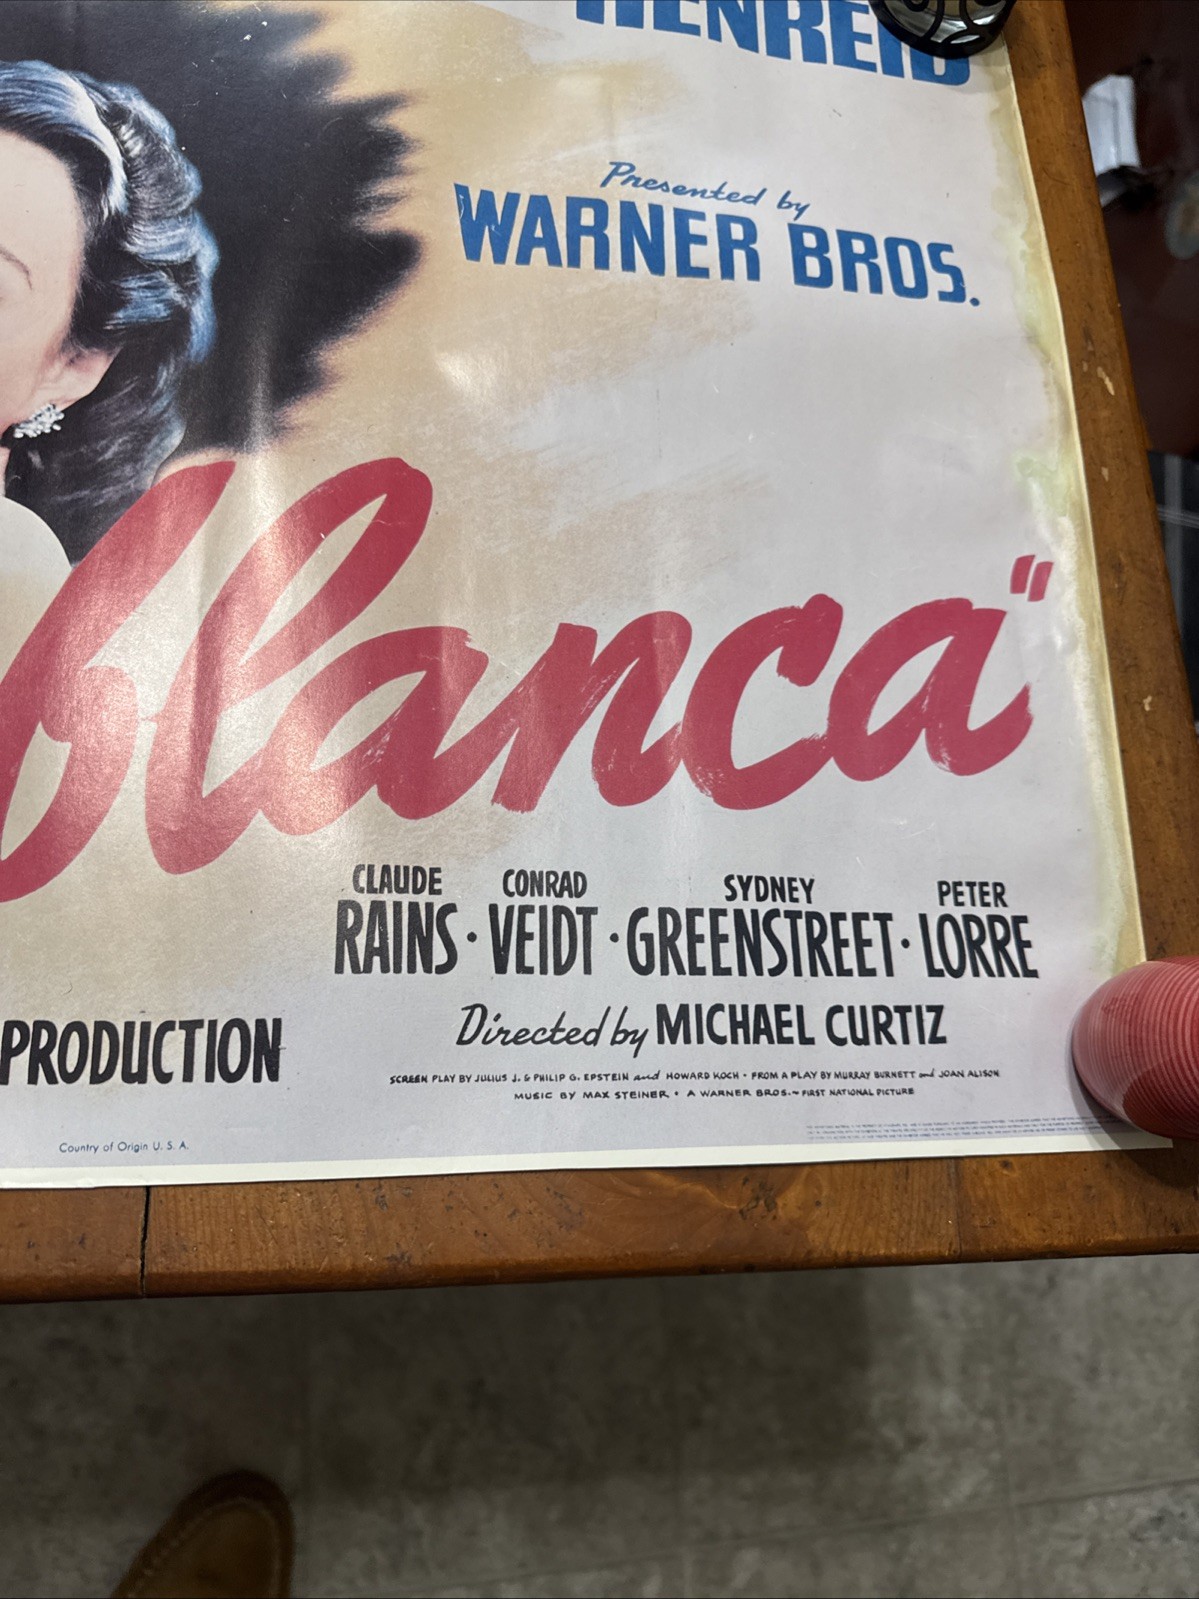 HENREID
Presented by
WARNER BROS.
blanca"
CLAUDE RAINS · CONRAD VEIDT · SYDNEY GREENSTREET · PETER LORRE
PRODUCTION
Directed by MICHAEL CURTIZ
SCREEN PLAY BY JULIUS J. & PHILIP G. EPSTEIN and HOWARD KOCH · FROM A PLAY BY MURRAY BURNETT and JOAN ALISON
MUSIC BY MAX STEINER · A WARNER BROS.~FIRST NATIONAL PICTURE
Country of Origin U. S. A.